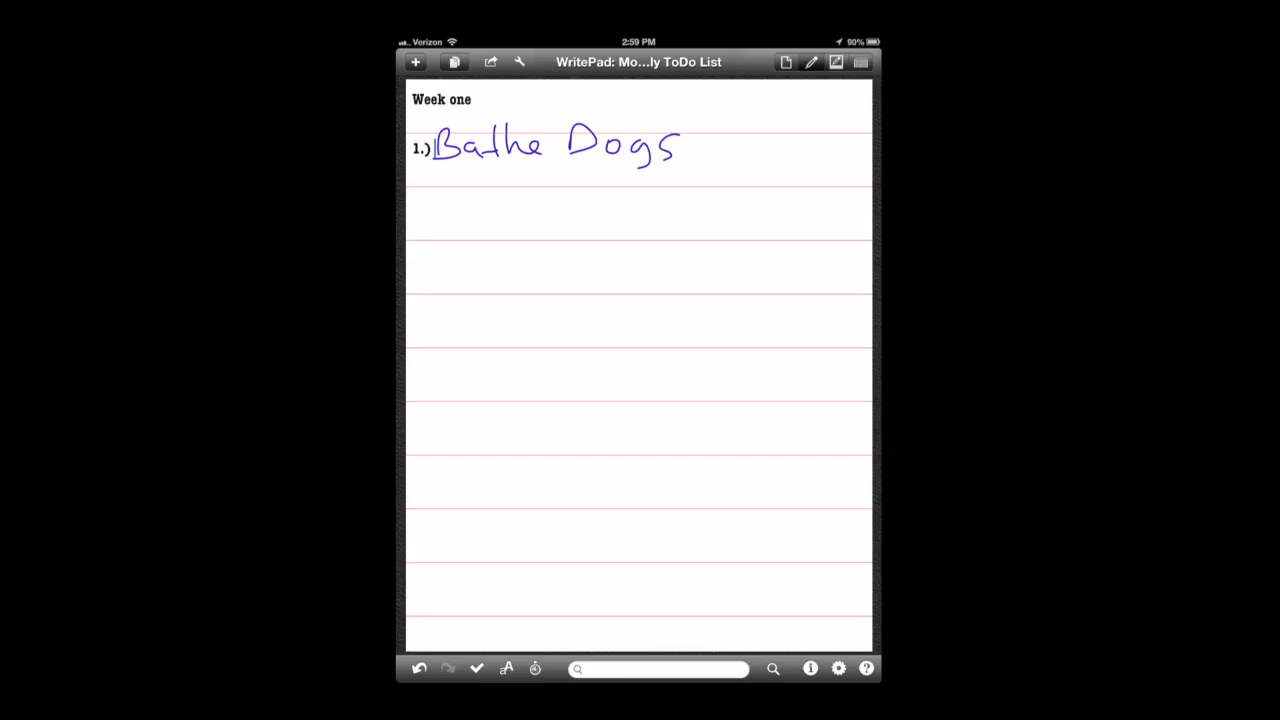 Verizon 2:59 PM 90%
WritePad: Mo...ly ToDo List
Week one
1.) Bathe Dogs